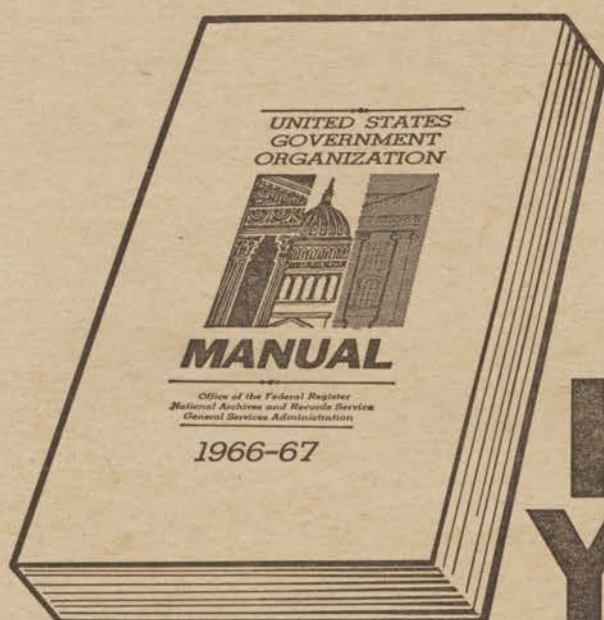 UNITED STATES
GOVERNMENT
ORGANIZATION
MANUAL
Office of the Federal Register
National Archives and Records Service
General Services Administration
1966-67